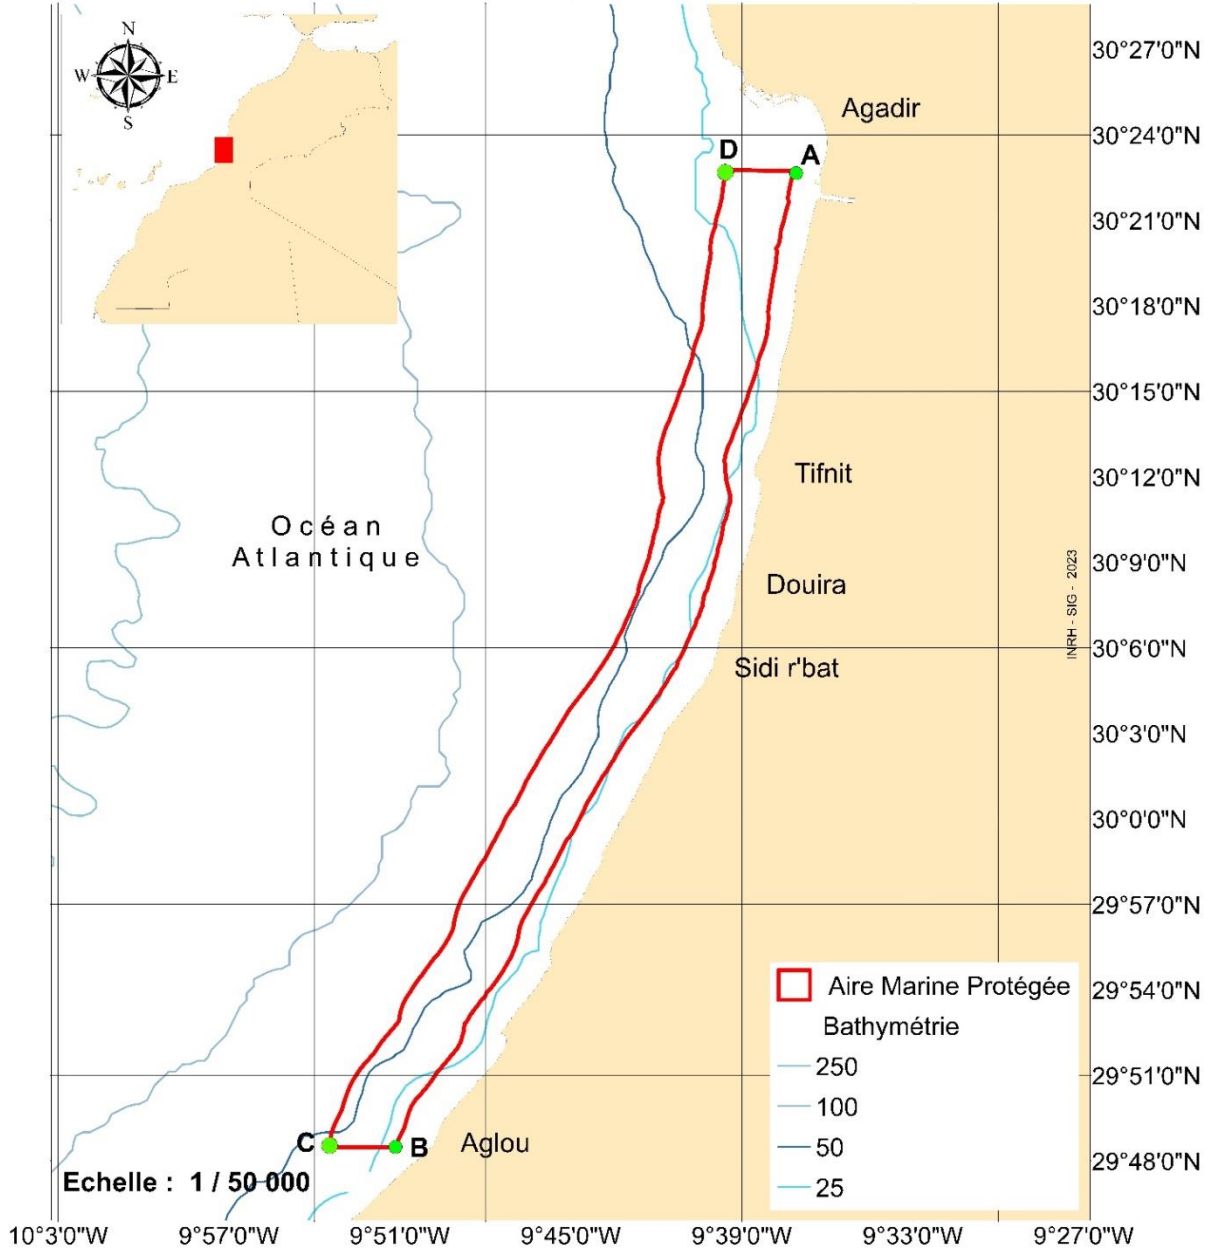 N
W E
S
30°27'0"N
Agadir
30°24'0"N
D A
30°21'0"N
30°18'0"N
30°15'0"N
Tifnit
30°12'0"N
Océan
Atlantique
30°9'0"N
Douira
INRH - SIG - 2023
30°6'0"N
Sidi r'bat
30°3'0"N
30°0'0"N
29°57'0"N
Aire Marine Protégée
29°54'0"N
Bathymétrie
250
29°51'0"N
100
50
C B Aglou
29°48'0"N
Echelle : 1 / 50 000
25
10°3'0"W 9°57'0"W 9°51'0"W 9°45'0"W 9°39'0"W 9°33'0"W 9°27'0"W